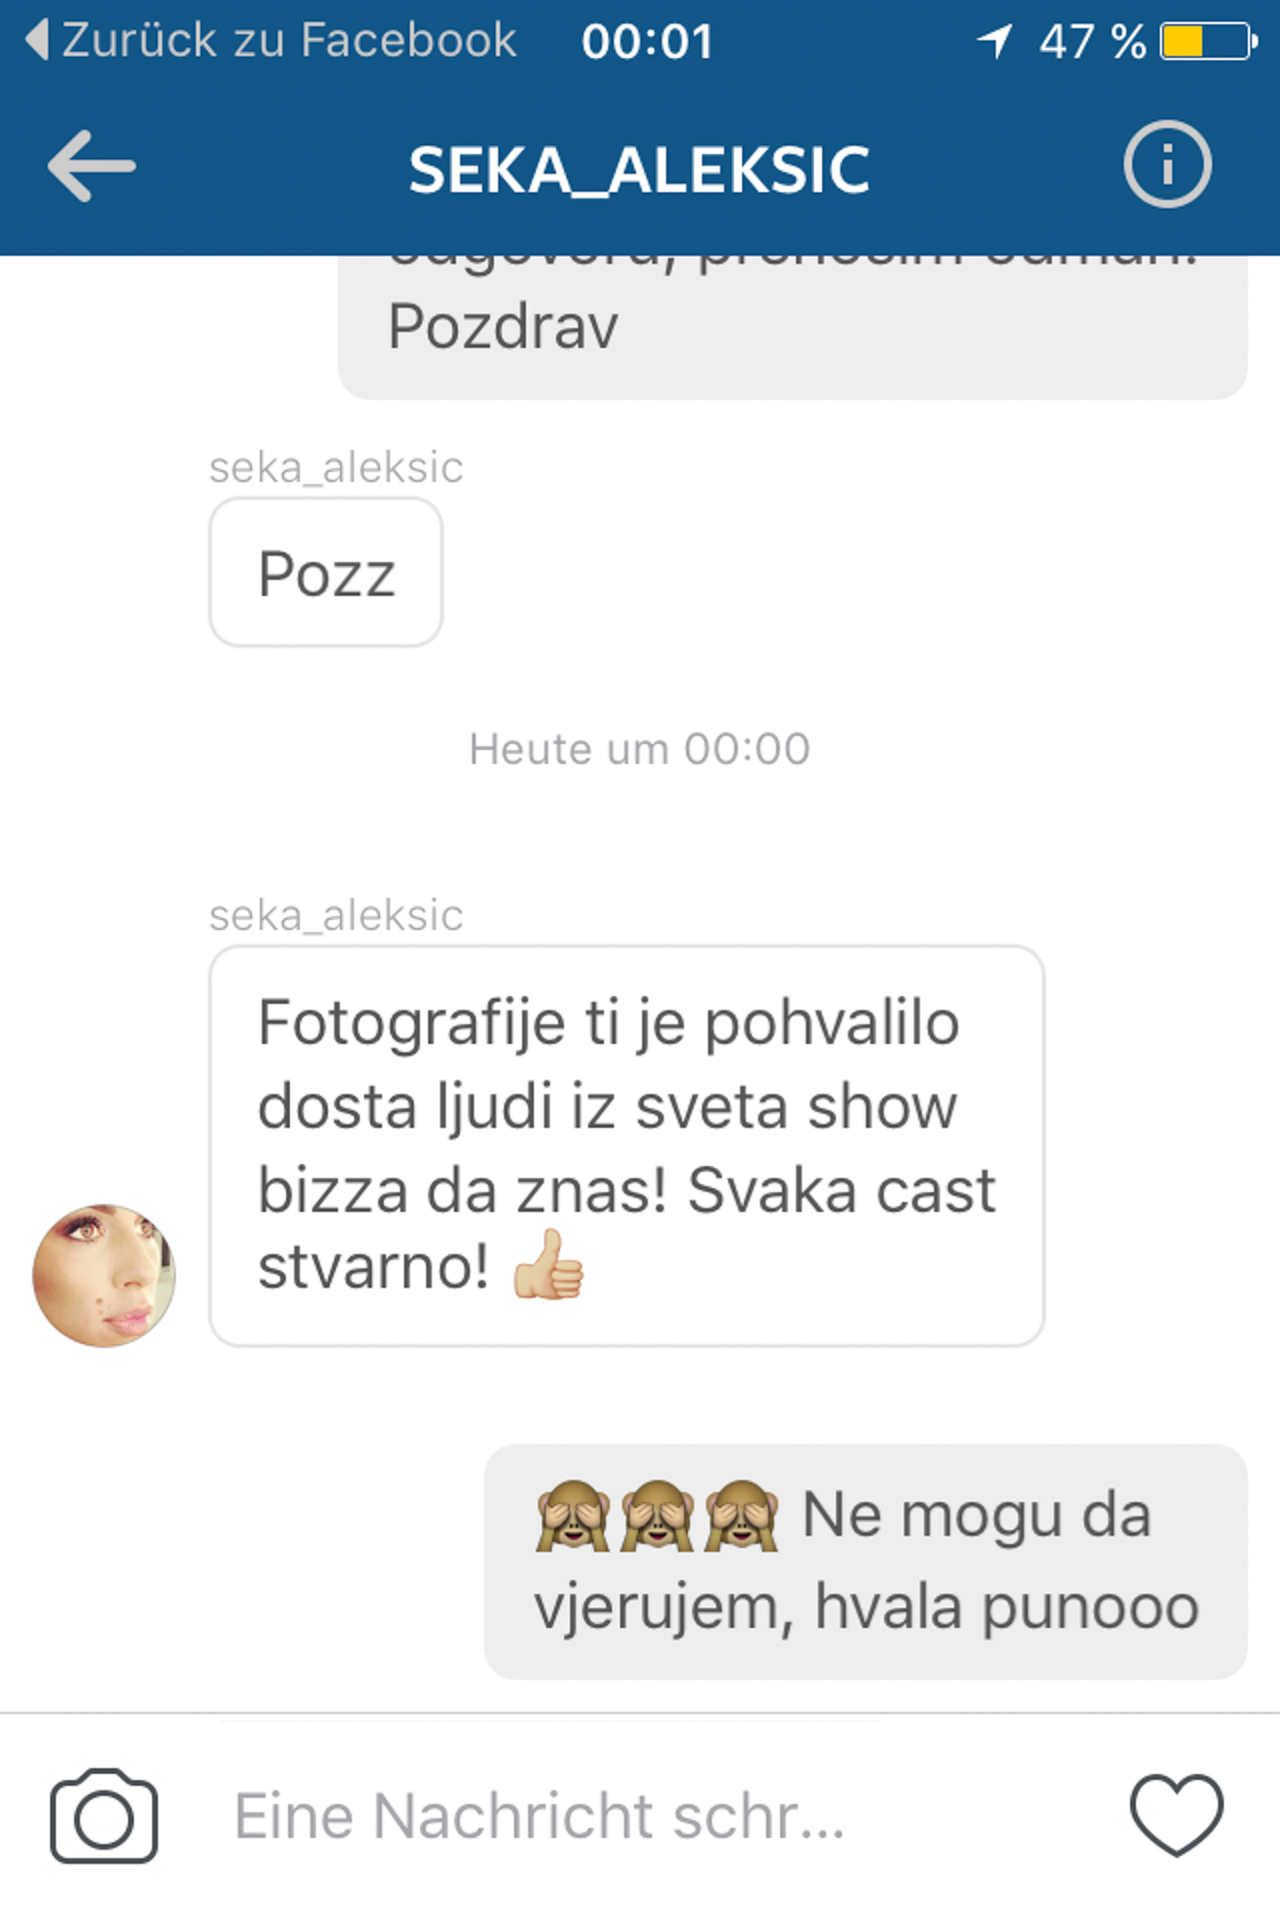 Zurück zu Facebook 00:01 47 %
SEKA_ALEKSIC
Pozdrav
seka_aleksic
Pozz
Heute um 00:00
seka_aleksic
Fotografije ti je pohvalilo
dosta ljudi iz sveta show
bizza da znas! Svaka cast
stvarno! 👍🏼
🙈🙈🙈 Ne mogu da
vjerujem, hvala punooo
Eine Nachricht schr...